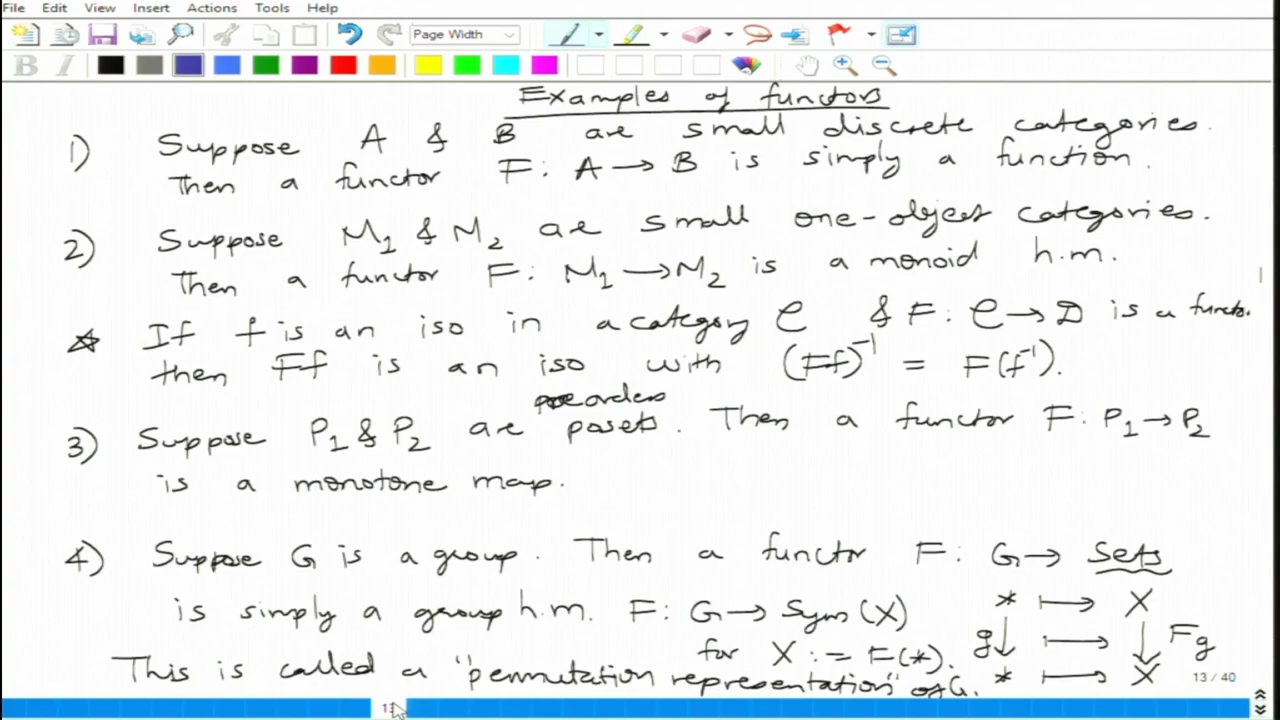 File Edit View Insert Actions Tools Help
Page Width
B I
Examples of functors
1) Suppose A & B are small discrete categories.
Then a functor F: A → B is simply a function.
2) Suppose M₁ & M₂ are small one-object categories.
Then a functor F: M₁ → M₂ is a monoid h.m.
☆ If f is an iso in a category C & F: C → D is a functor
then Ff is an iso with (Ff)⁻¹ = F(f⁻¹).
preorders
3) Suppose P₁ & P₂ are posets. Then a functor F: P₁ → P₂
is a monotone map.
4) Suppose G is a group. Then a functor F: G → Sets
is simply a group h.m. F: G → Sym(X)
for X := F(*).
* ↦ X
g ↓ ↦ ↓ Fg
* ↦ X
This is called a "permutation representation" of G.
13 / 40